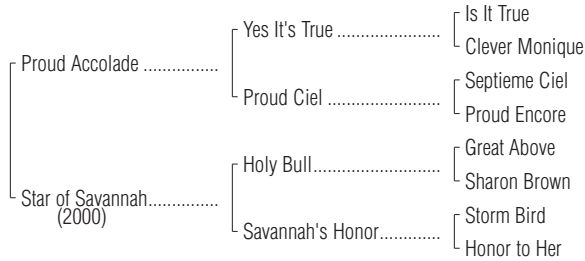 Is It True
Yes It's True ..................
Clever Monique
Proud Accolade ...............
Septieme Ciel
Proud Ciel ......................
Proud Encore
Great Above
Holy Bull.........................
Sharon Brown
Star of Savannah..............
(2000)
Storm Bird
Savannah's Honor............
Honor to Her